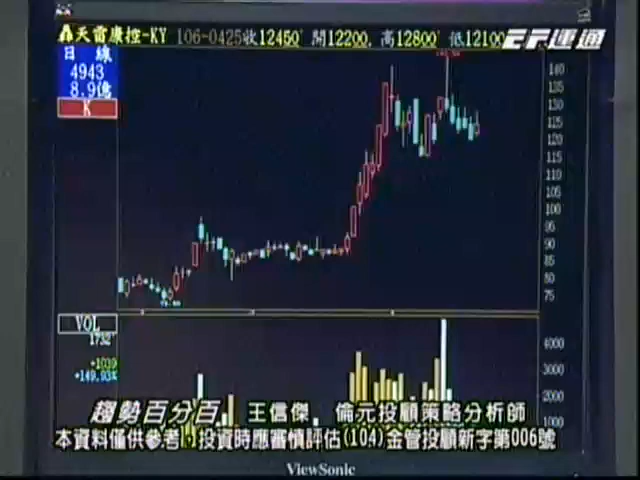 轟天雷康控-KY 106-0425收12450 開12200, 高12800 低12100
EF運通
日 線
4943
8.9億
K
140
135
130
125
120
115
110
105
100
95
90
85
80
75
VOL
1732
+1039
+149.93%
4000
3000
2000
1000
趨勢百分百 王信傑 倫元投顧策略分析師
本資料僅供參考,投資時應審慎評估(104)金管投顧新字第006號
ViewSonic